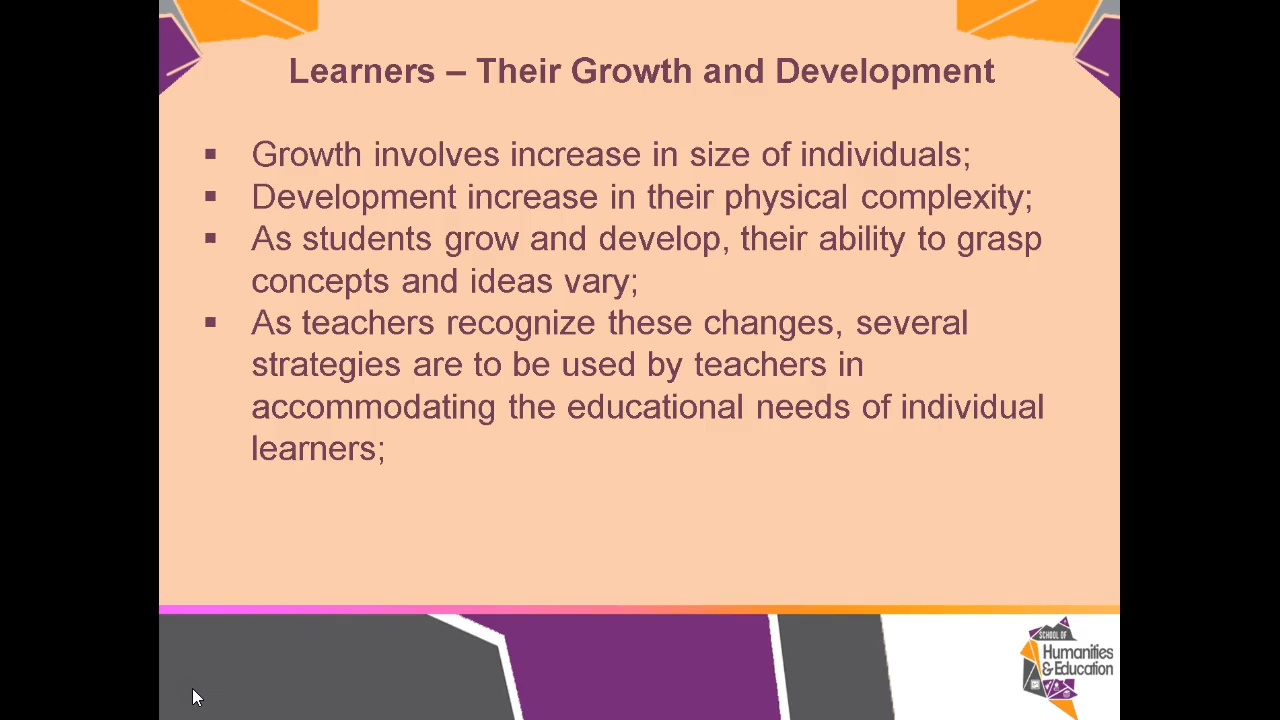 Learners – Their Growth and Development
▪ Growth involves increase in size of individuals;
▪ Development increase in their physical complexity;
▪ As students grow and develop, their ability to grasp
concepts and ideas vary;
▪ As teachers recognize these changes, several
strategies are to be used by teachers in
accommodating the educational needs of individual
learners;
SCHOOL OF
Humanities
& Education